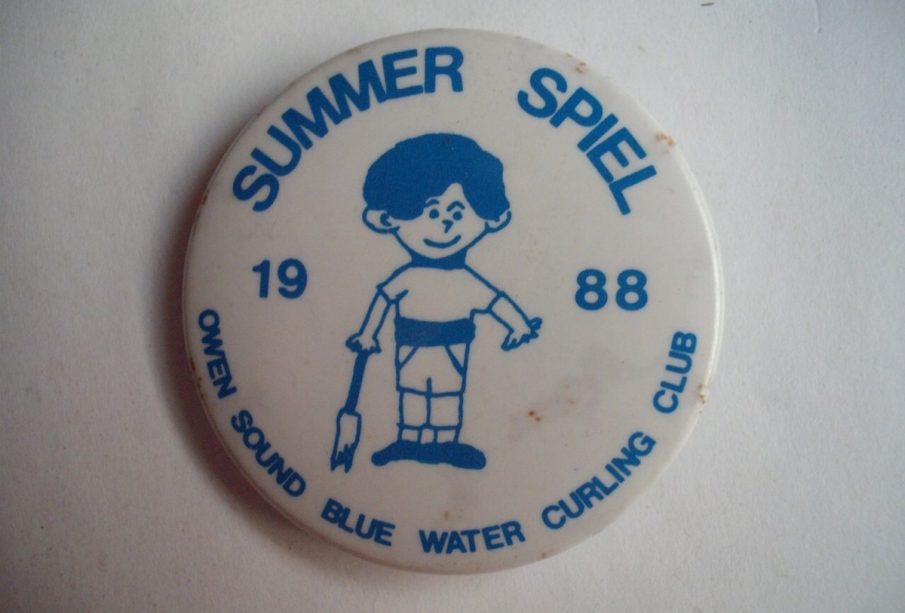 SUMMER SPIEL
19 88
OWEN SOUND BLUE WATER CURLING CLUB